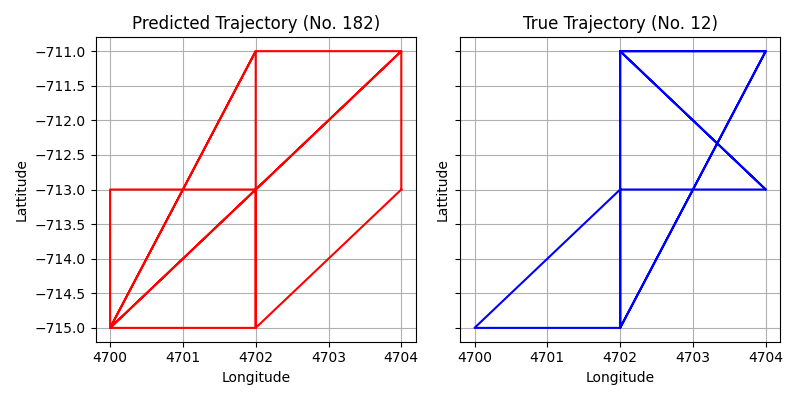 Predicted Trajectory (No. 182)
True Trajectory (No. 12)
−711.0
−711.5
−712.0
−712.5
−713.0
−713.5
−714.0
−714.5
−715.0
Lattitude
Lattitude
4700 4701 4702 4703 4704
4700 4701 4702 4703 4704
Longitude
Longitude